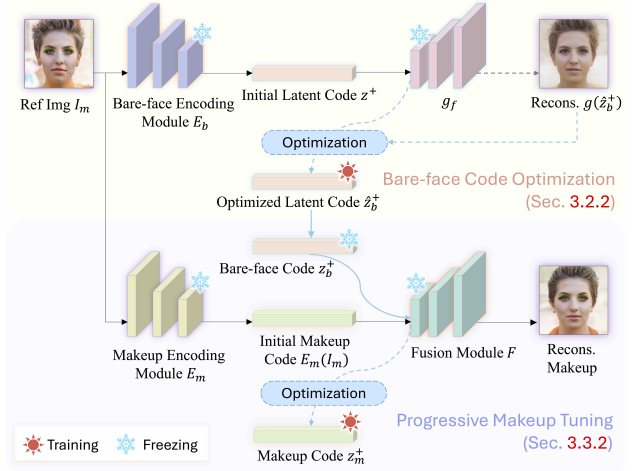 Ref Img I_m
Bare-face Encoding
Module E_b
Initial Latent Code z^+
g_f
Recons. g(ẑ_b^+)
Optimization
Optimized Latent Code ẑ_b^+
Bare-face Code Optimization
(Sec. 3.2.2)
Bare-face Code z_b^+
Makeup Encoding
Module E_m
Initial Makeup
Code E_m(I_m)
Fusion Module F
Recons.
Makeup
Optimization
Makeup Code z_m^+
Progressive Makeup Tuning
(Sec. 3.3.2)
Training
Freezing